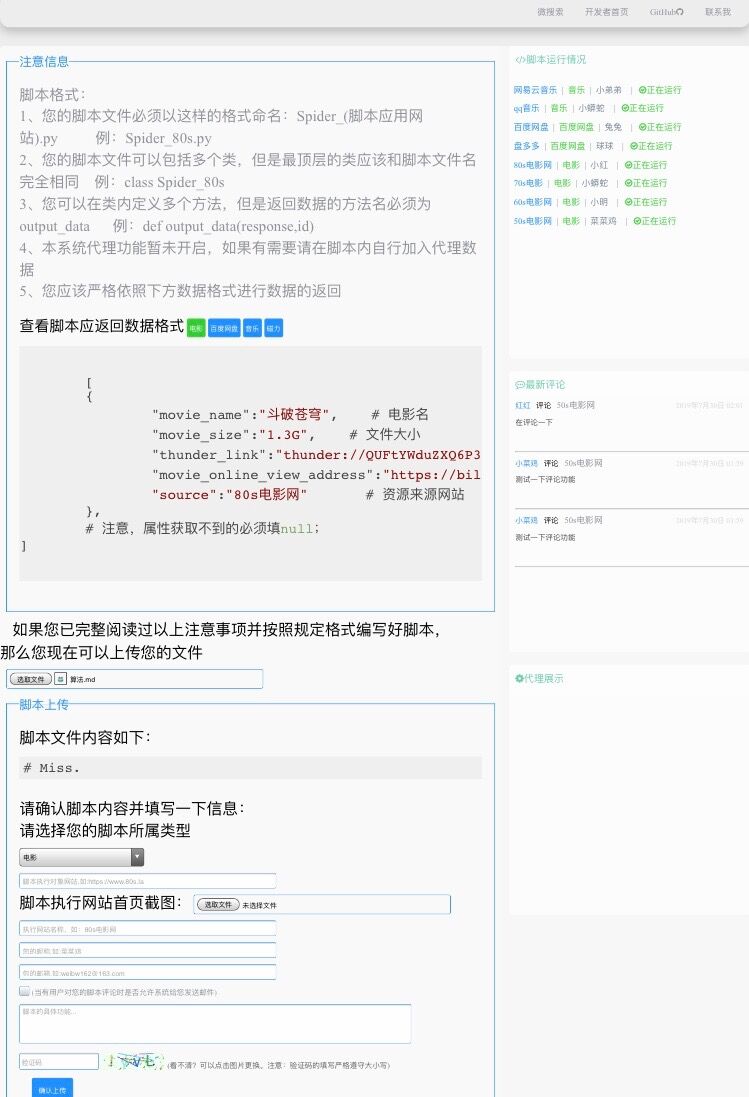 微搜索 开发者首页 GitHub 联系我
注意信息
脚本格式：
1、您的脚本文件必须以这样的格式命名：Spider_(脚本应用网
站).py 例：Spider_80s.py
2、您的脚本文件可以包括多个类，但是最顶层的类应该和脚本文件名
完全相同 例：class Spider_80s
3、您可以在类内定义多个方法，但是返回数据的方法名必须为
output_data 例：def output_data(response,id)
4、本系统代理功能暂未开启，如果有需要请在脚本内自行加入代理数
据
5、您应该严格依照下方数据格式进行数据的返回
查看脚本应返回数据格式 电影 百度网盘 音乐 磁力
[
{
"movie_name":"斗破苍穹", # 电影名
"movie_size":"1.3G", # 文件大小
"thunder_link":"thunder://QUFtYWduZXQ6P3
"movie_online_view_address":"https://bil
"source":"80s电影网" # 资源来源网站
},
# 注意，属性获取不到的必须填null;
]
如果您已完整阅读过以上注意事项并按照规定格式编写好脚本，
那么您现在可以上传您的文件
选取文件 算法.md
脚本上传
脚本文件内容如下：
# Miss.
请确认脚本内容并填写一下信息：
请选择您的脚本所属类型
电影
脚本执行对象网站,如:https://www.80s.la
脚本执行网站首页截图： 选取文件 未选择文件
执行网站名称，如：80s电影网
您的昵称,如:菜菜鸡
您的邮箱,如:weibw162@163.com
(当有用户对您的脚本评论时是否允许系统给您发送邮件)
脚本的具体功能...
验证码 (看不清？可以点击图片更换。注意：验证码的填写严格遵守大小写)
确认上传
</>脚本运行情况
网易云音乐 | 音乐 | 小弟弟 | 正在运行
qq音乐 | 音乐 | 小蟒蛇 | 正在运行
百度网盘 | 百度网盘 | 兔兔 | 正在运行
盘多多 | 百度网盘 | 球球 | 正在运行
80s电影网 | 电影 | 小红 | 正在运行
70s电影 | 电影 | 小蟒蛇 | 正在运行
60s电影网 | 电影 | 小明 | 正在运行
50s电影网 | 电影 | 菜菜鸡 | 正在运行
最新评论
红红 评论 50s电影网 2019年7月30日 02:01
在评论一下
小菜鸡 评论 50s电影网 2019年7月30日 01:59
测试一下评论功能
小菜鸡 评论 50s电影网 2019年7月30日 01:59
测试一下评论功能
代理展示